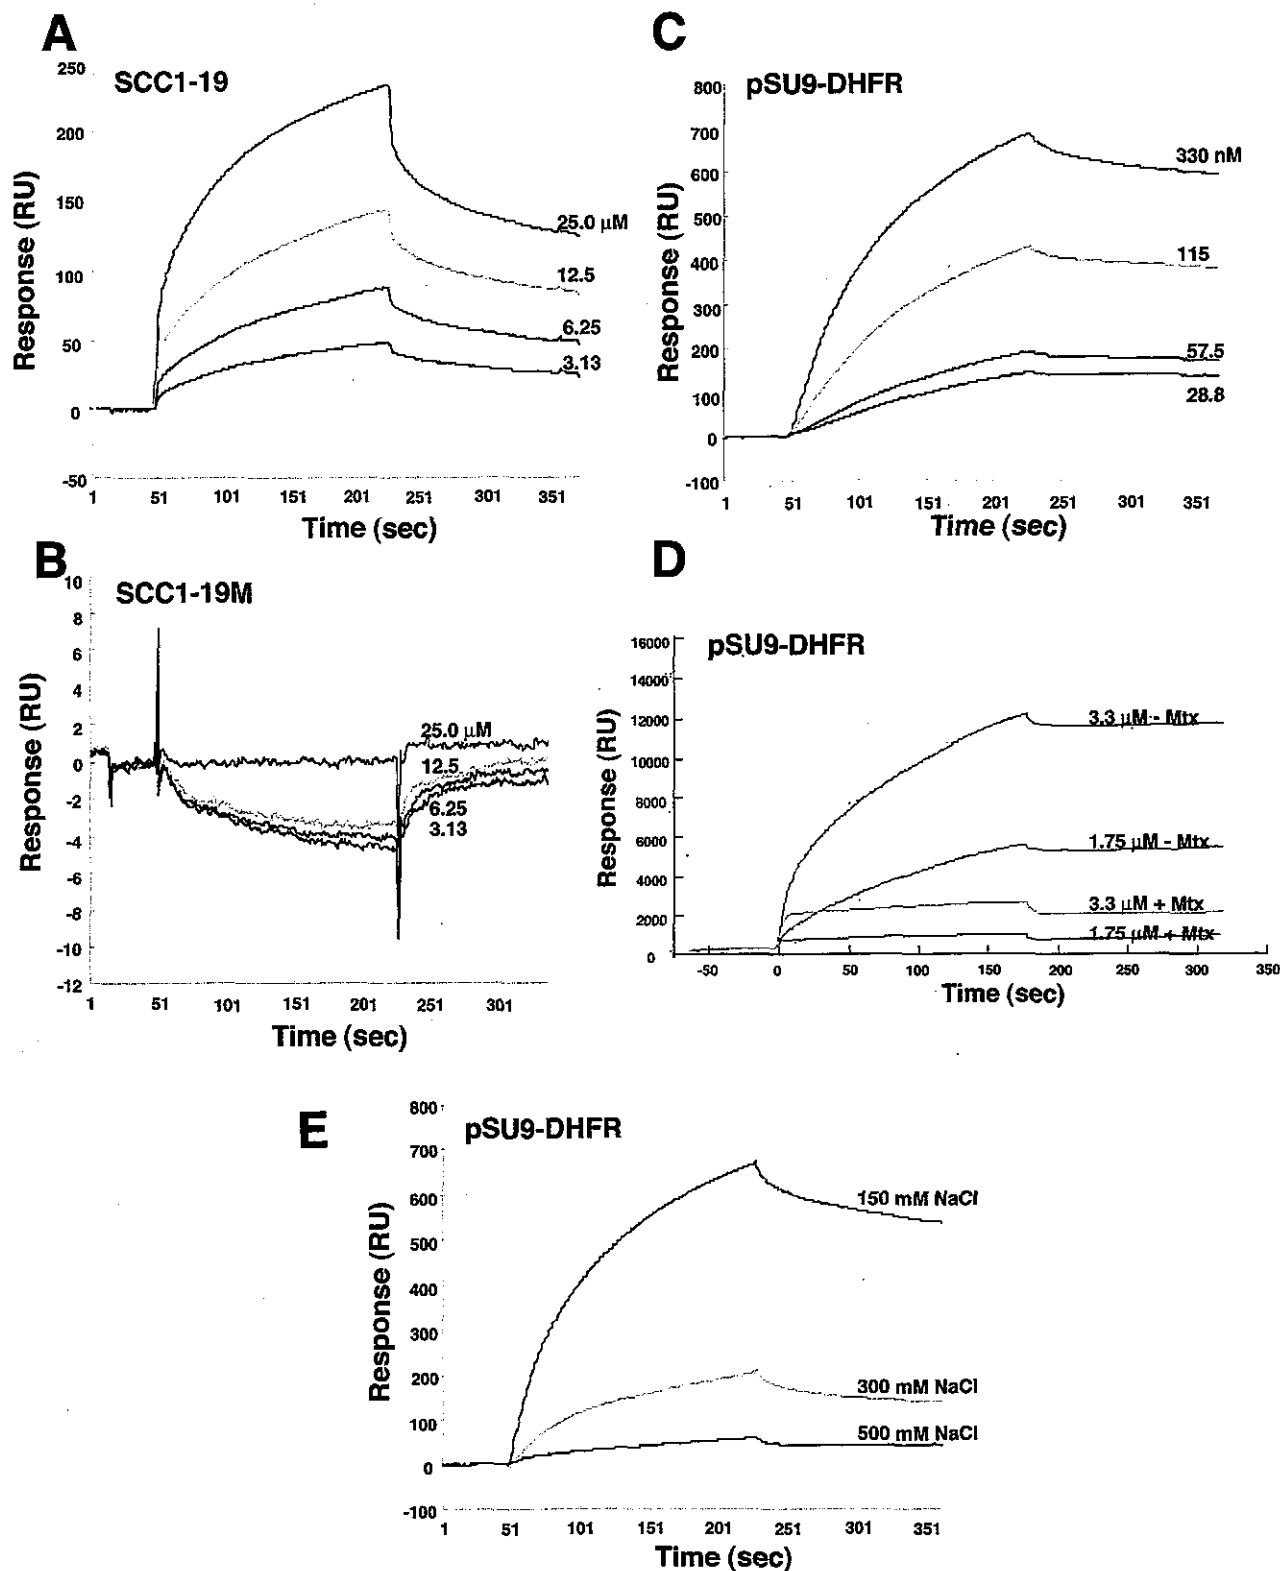 A
SCC1-19
250
200
150
100
50
0
-50
25.0 µM
12.5
6.25
3.13
1 51 101 151 201 251 301 351
Response (RU)
Time (sec)
C
pSU9-DHFR
800
700
600
500
400
300
200
100
0
-100
330 nM
115
57.5
28.8
1 51 101 151 201 251 301 351
Response (RU)
Time (sec)
B
SCC1-19M
10
8
6
4
2
0
-2
-4
-6
-8
-10
-12
25.0 µM
12.5
6.25
3.13
1 51 101 151 201 251 301
Response (RU)
Time (sec)
D
pSU9-DHFR
16000
14000
12000
10000
8000
6000
4000
2000
0
3.3 µM - Mtx
1.75 µM - Mtx
3.3 µM + Mtx
1.75 µM + Mtx
-50 0 50 100 150 200 250 300 350
Response (RU)
Time (sec)
E
pSU9-DHFR
800
700
600
500
400
300
200
100
0
-100
150 mM NaCl
300 mM NaCl
500 mM NaCl
1 51 101 151 201 251 301 351
Response (RU)
Time (sec)